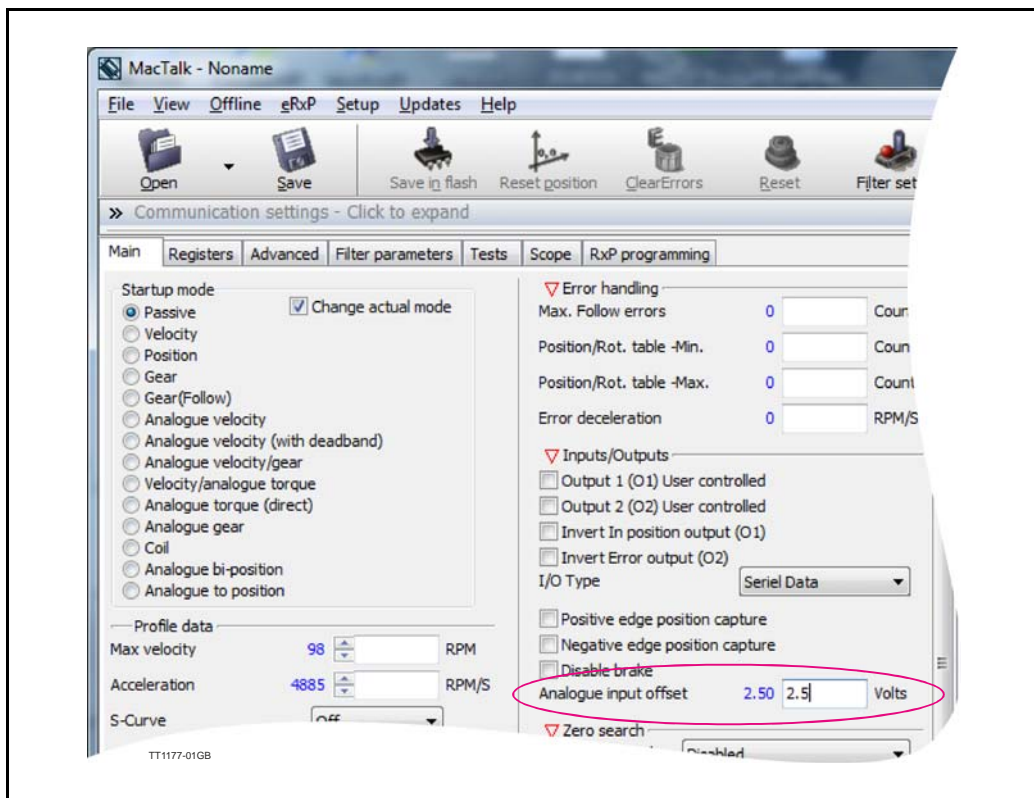 MacTalk - Noname
File View Offline eRxP Setup Updates Help
Open Save Save in flash Reset position ClearErrors Reset Filter set
» Communication settings - Click to expand
Main Registers Advanced Filter parameters Tests Scope RxP programming
Startup mode
Change actual mode
Passive
Velocity
Position
Gear
Gear(Follow)
Analogue velocity
Analogue velocity (with deadband)
Analogue velocity/gear
Velocity/analogue torque
Analogue torque (direct)
Analogue gear
Coil
Analogue bi-position
Analogue to position
Profile data
Max velocity 98 RPM
Acceleration 4885 RPM/S
S-Curve Off
Error handling
Max. Follow errors 0
Position/Rot. table -Min. 0 Coun
Position/Rot. table -Max. 0 Count
Error deceleration 0 RPM/S
Inputs/Outputs
Output 1 (O1) User controlled
Output 2 (O2) User controlled
Invert In position output (O1)
Invert Error output (O2)
I/O Type Seriel Data
Positive edge position capture
Negative edge position capture
Disable brake
Analogue input offset 2.50 2.5 Volts
Zero search
Disabled
TT1177-01GB